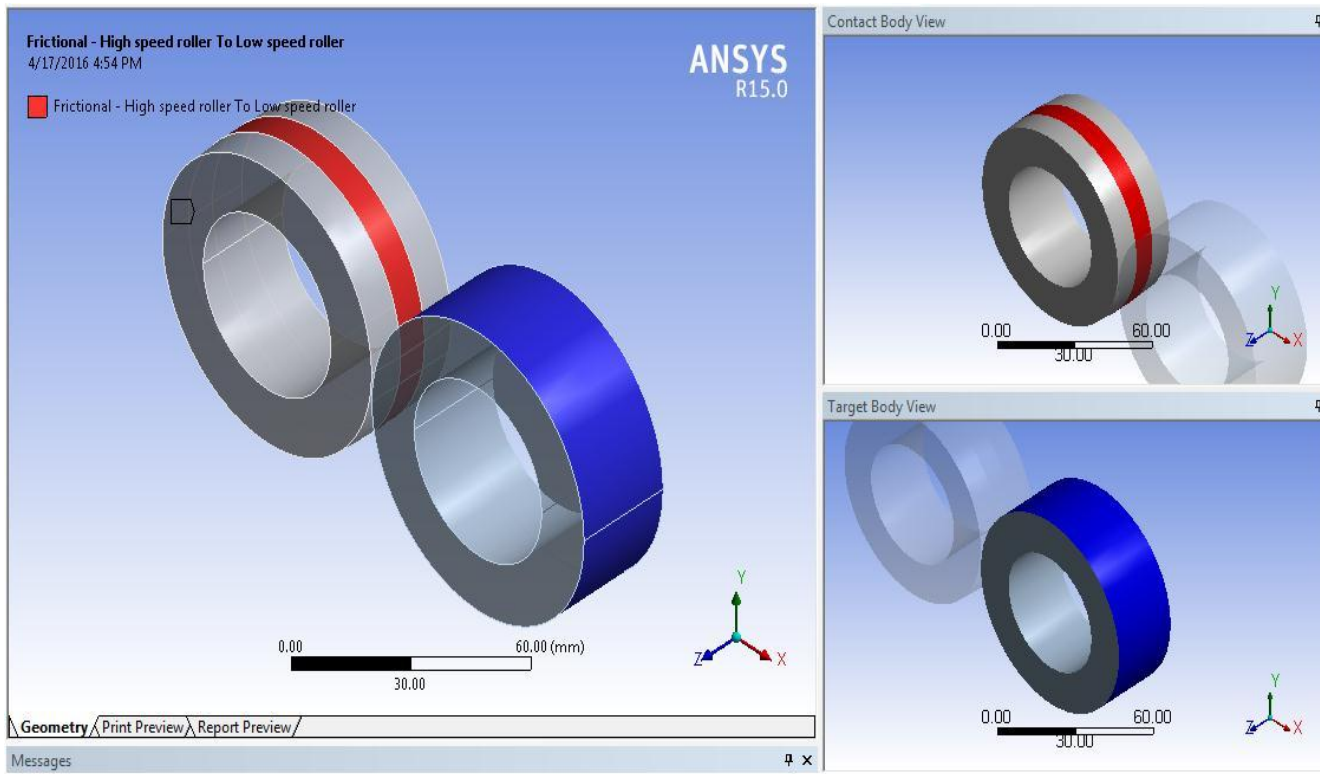 Frictional - High speed roller To Low speed roller
4/17/2016 4:54 PM
Frictional - High speed roller To Low speed roller
ANSYS
R15.0
0.00
60.00 (mm)
30.00
Y
Z
X
Geometry
Print Preview
Report Preview
Messages
Contact Body View
0.00
60.00
30.00
Y
Z
X
Target Body View
0.00
60.00
30.00
Y
Z
X